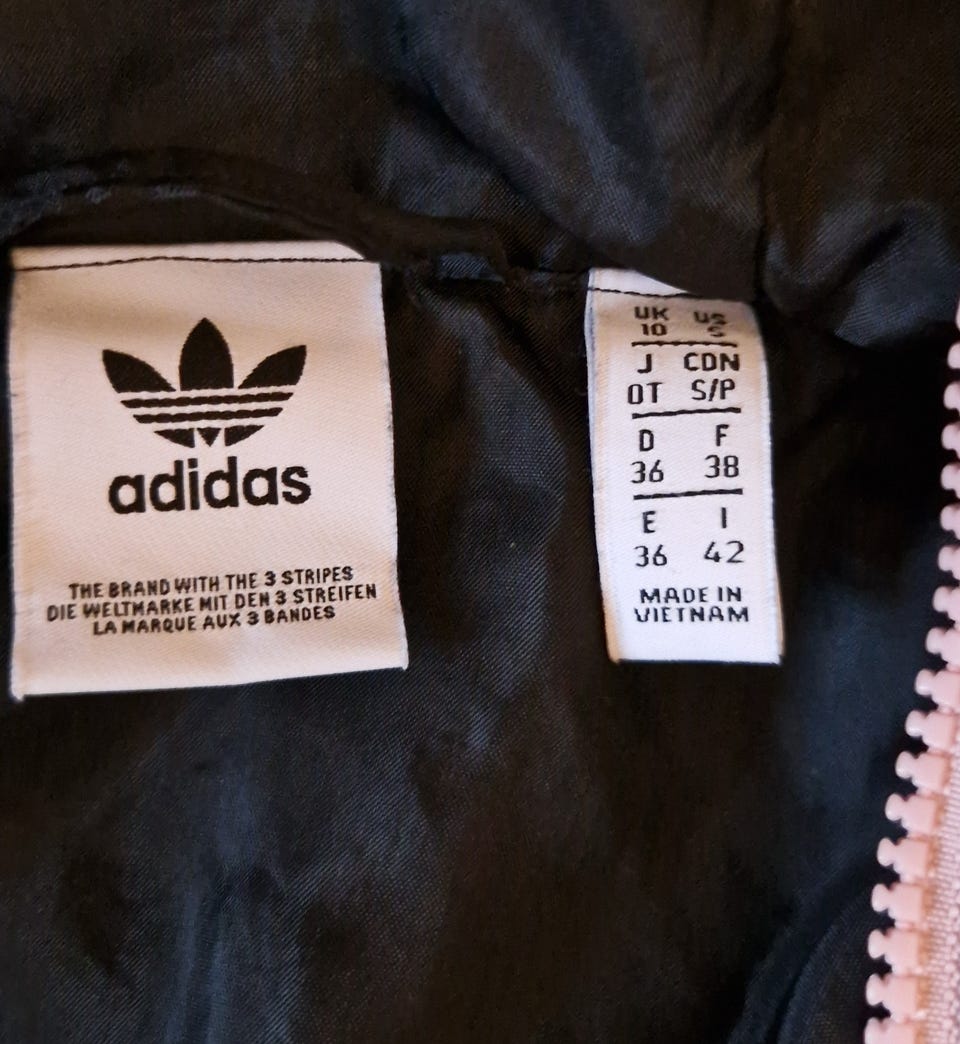 adidas
THE BRAND WITH THE 3 STRIPES
DIE WELTMARKE MIT DEN 3 STREIFEN
LA MARQUE AUX 3 BANDES
UK US
10 S
J CDN
OT S/P
D F
36 38
E I
36 42
MADE IN
VIETNAM